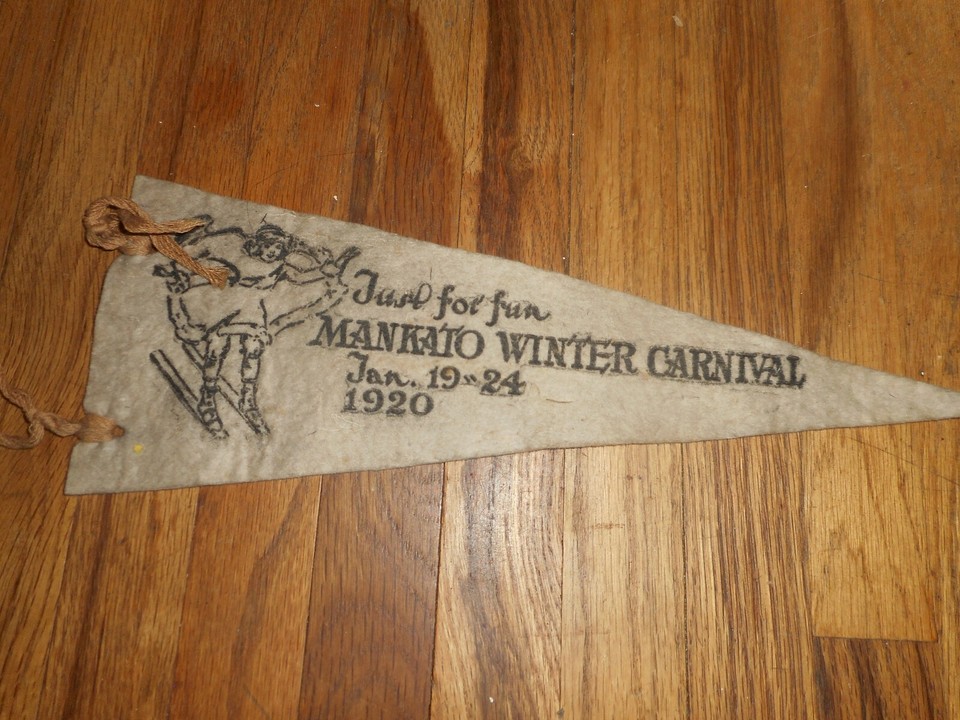 Just for fun
MANKATO WINTER CARNIVAL
Jan. 19-24
1920